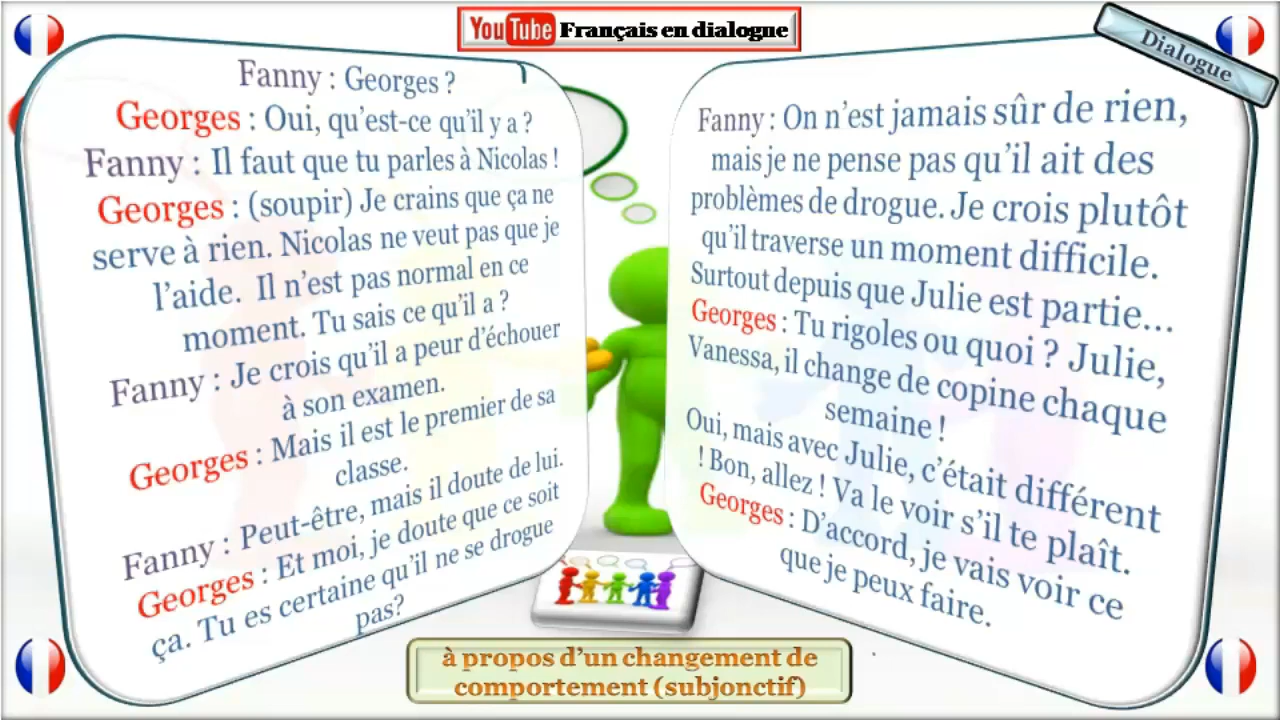 YouTube Français en dialogue
Dialogue
Fanny : Georges ?
Georges : Oui, qu'est-ce qu'il y a ?
Fanny : Il faut que tu parles à Nicolas !
Georges : (soupir) Je crains que ça ne
serve à rien. Nicolas ne veut pas que je
l'aide. Il n'est pas normal en ce
moment. Tu sais ce qu'il a ?
Fanny : Je crois qu'il a peur d'échouer
à son examen.
Georges : Mais il est le premier de sa
classe.
Fanny : Peut-être, mais il doute de lui.
Georges : Et moi, je doute que ce soit
ça. Tu es certaine qu'il ne se drogue
pas?
Fanny : On n'est jamais sûr de rien,
mais je ne pense pas qu'il ait des
problèmes de drogue. Je crois plutôt
qu'il traverse un moment difficile.
Surtout depuis que Julie est partie...
Georges : Tu rigoles ou quoi ? Julie,
Vanessa, il change de copine chaque
semaine !
Oui, mais avec Julie, c'était différent
! Bon, allez ! Va le voir s'il te plaît.
Georges : D'accord, je vais voir ce
que je peux faire.
à propos d'un changement de
comportement (subjonctif)